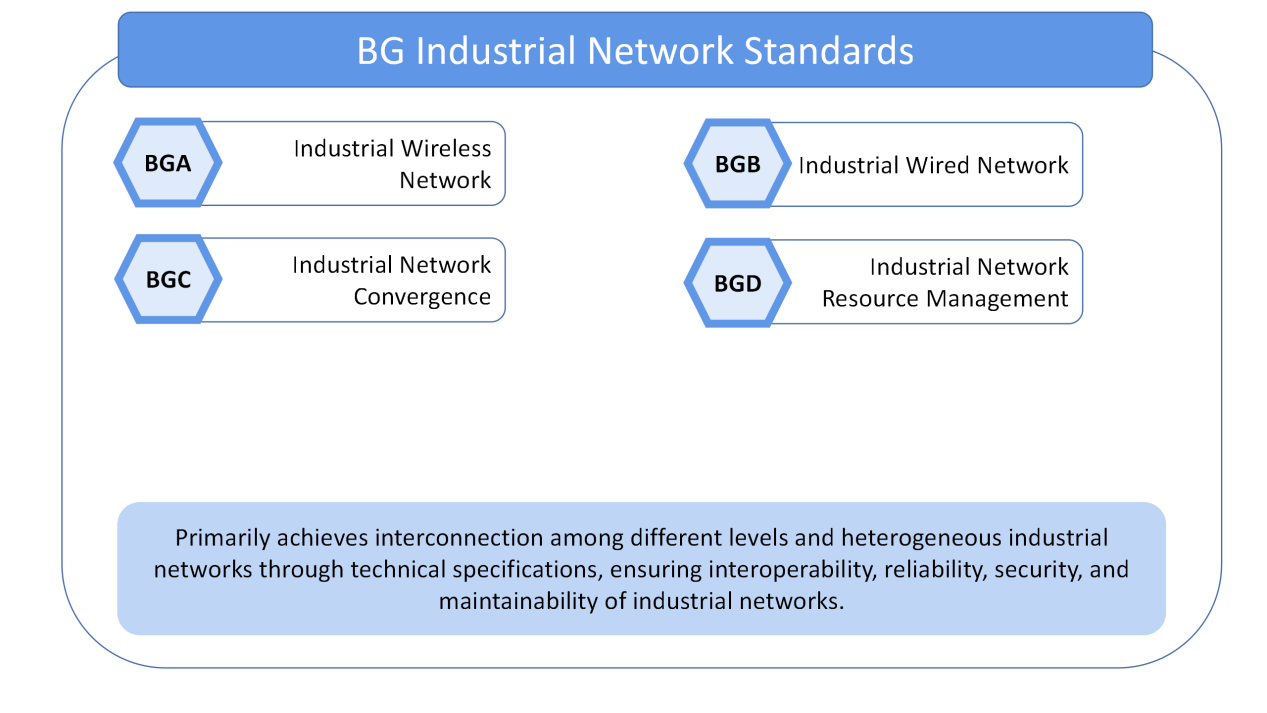 BG Industrial Network Standards
BGA
Industrial Wireless
Network
BGB
Industrial Wired Network
BGC
Industrial Network
Convergence
BGD
Industrial Network
Resource Management
Primarily achieves interconnection among different levels and heterogeneous industrial
networks through technical specifications, ensuring interoperability, reliability, security, and
maintainability of industrial networks.